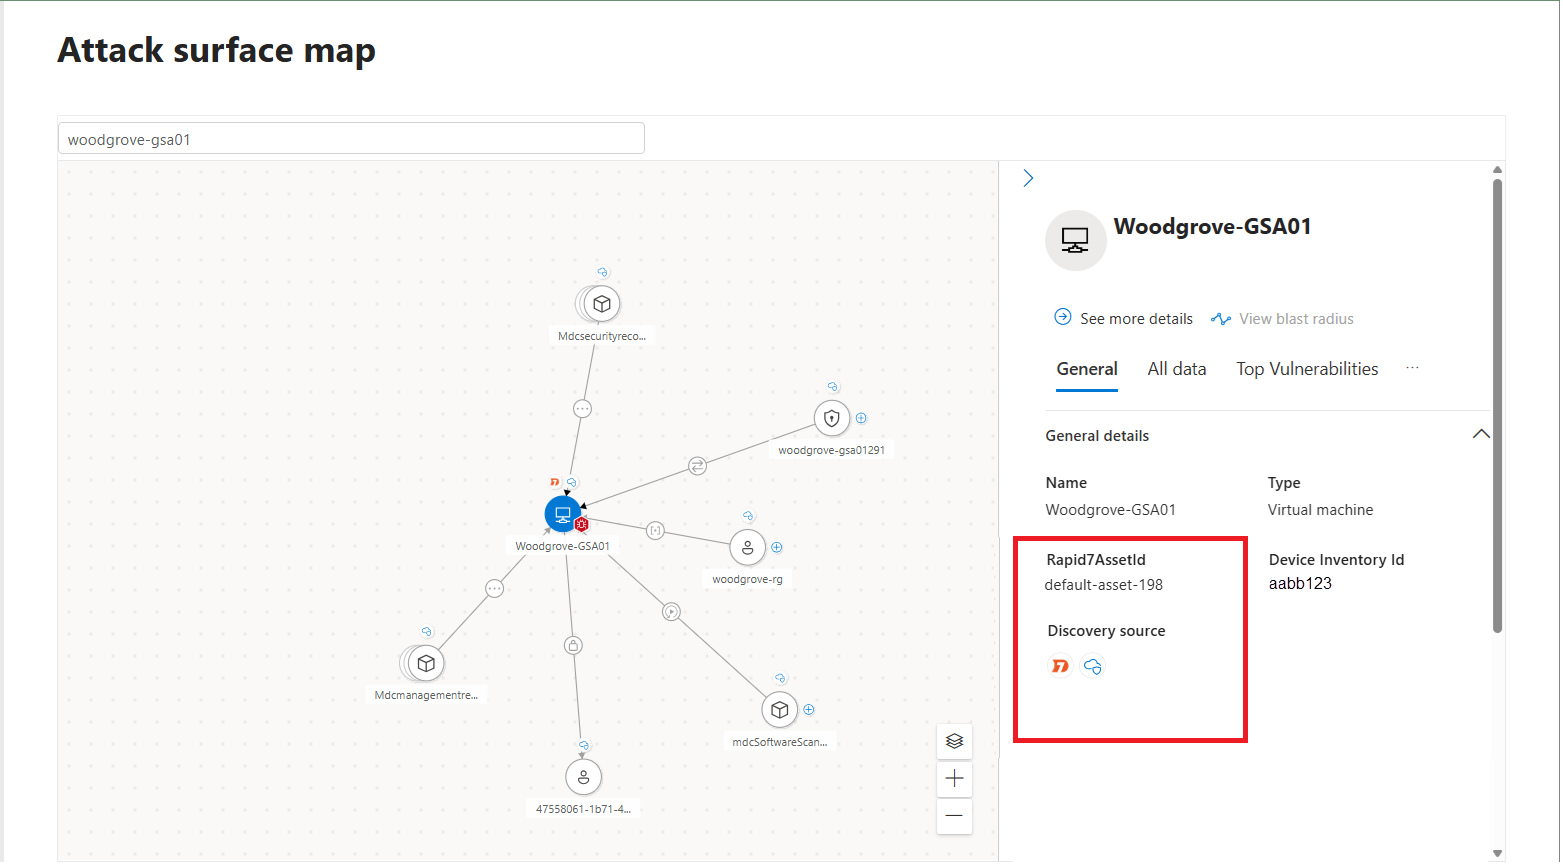 Attack surface map
woodgrove-gsa01
Woodgrove-GSA01
See more details
View blast radius
General
All data
Top Vulnerabilities
...
General details
Name
Type
Woodgrove-GSA01
Virtual machine
Rapid7AssetId
Device Inventory Id
default-asset-198
aabb123
Discovery source
Mdcsecurityreco...
woodgrove-gsa01291
Woodgrove-GSA01
woodgrove-rg
Mdcmanagementre...
mdcSoftwareScan...
47558061-1b71-4...